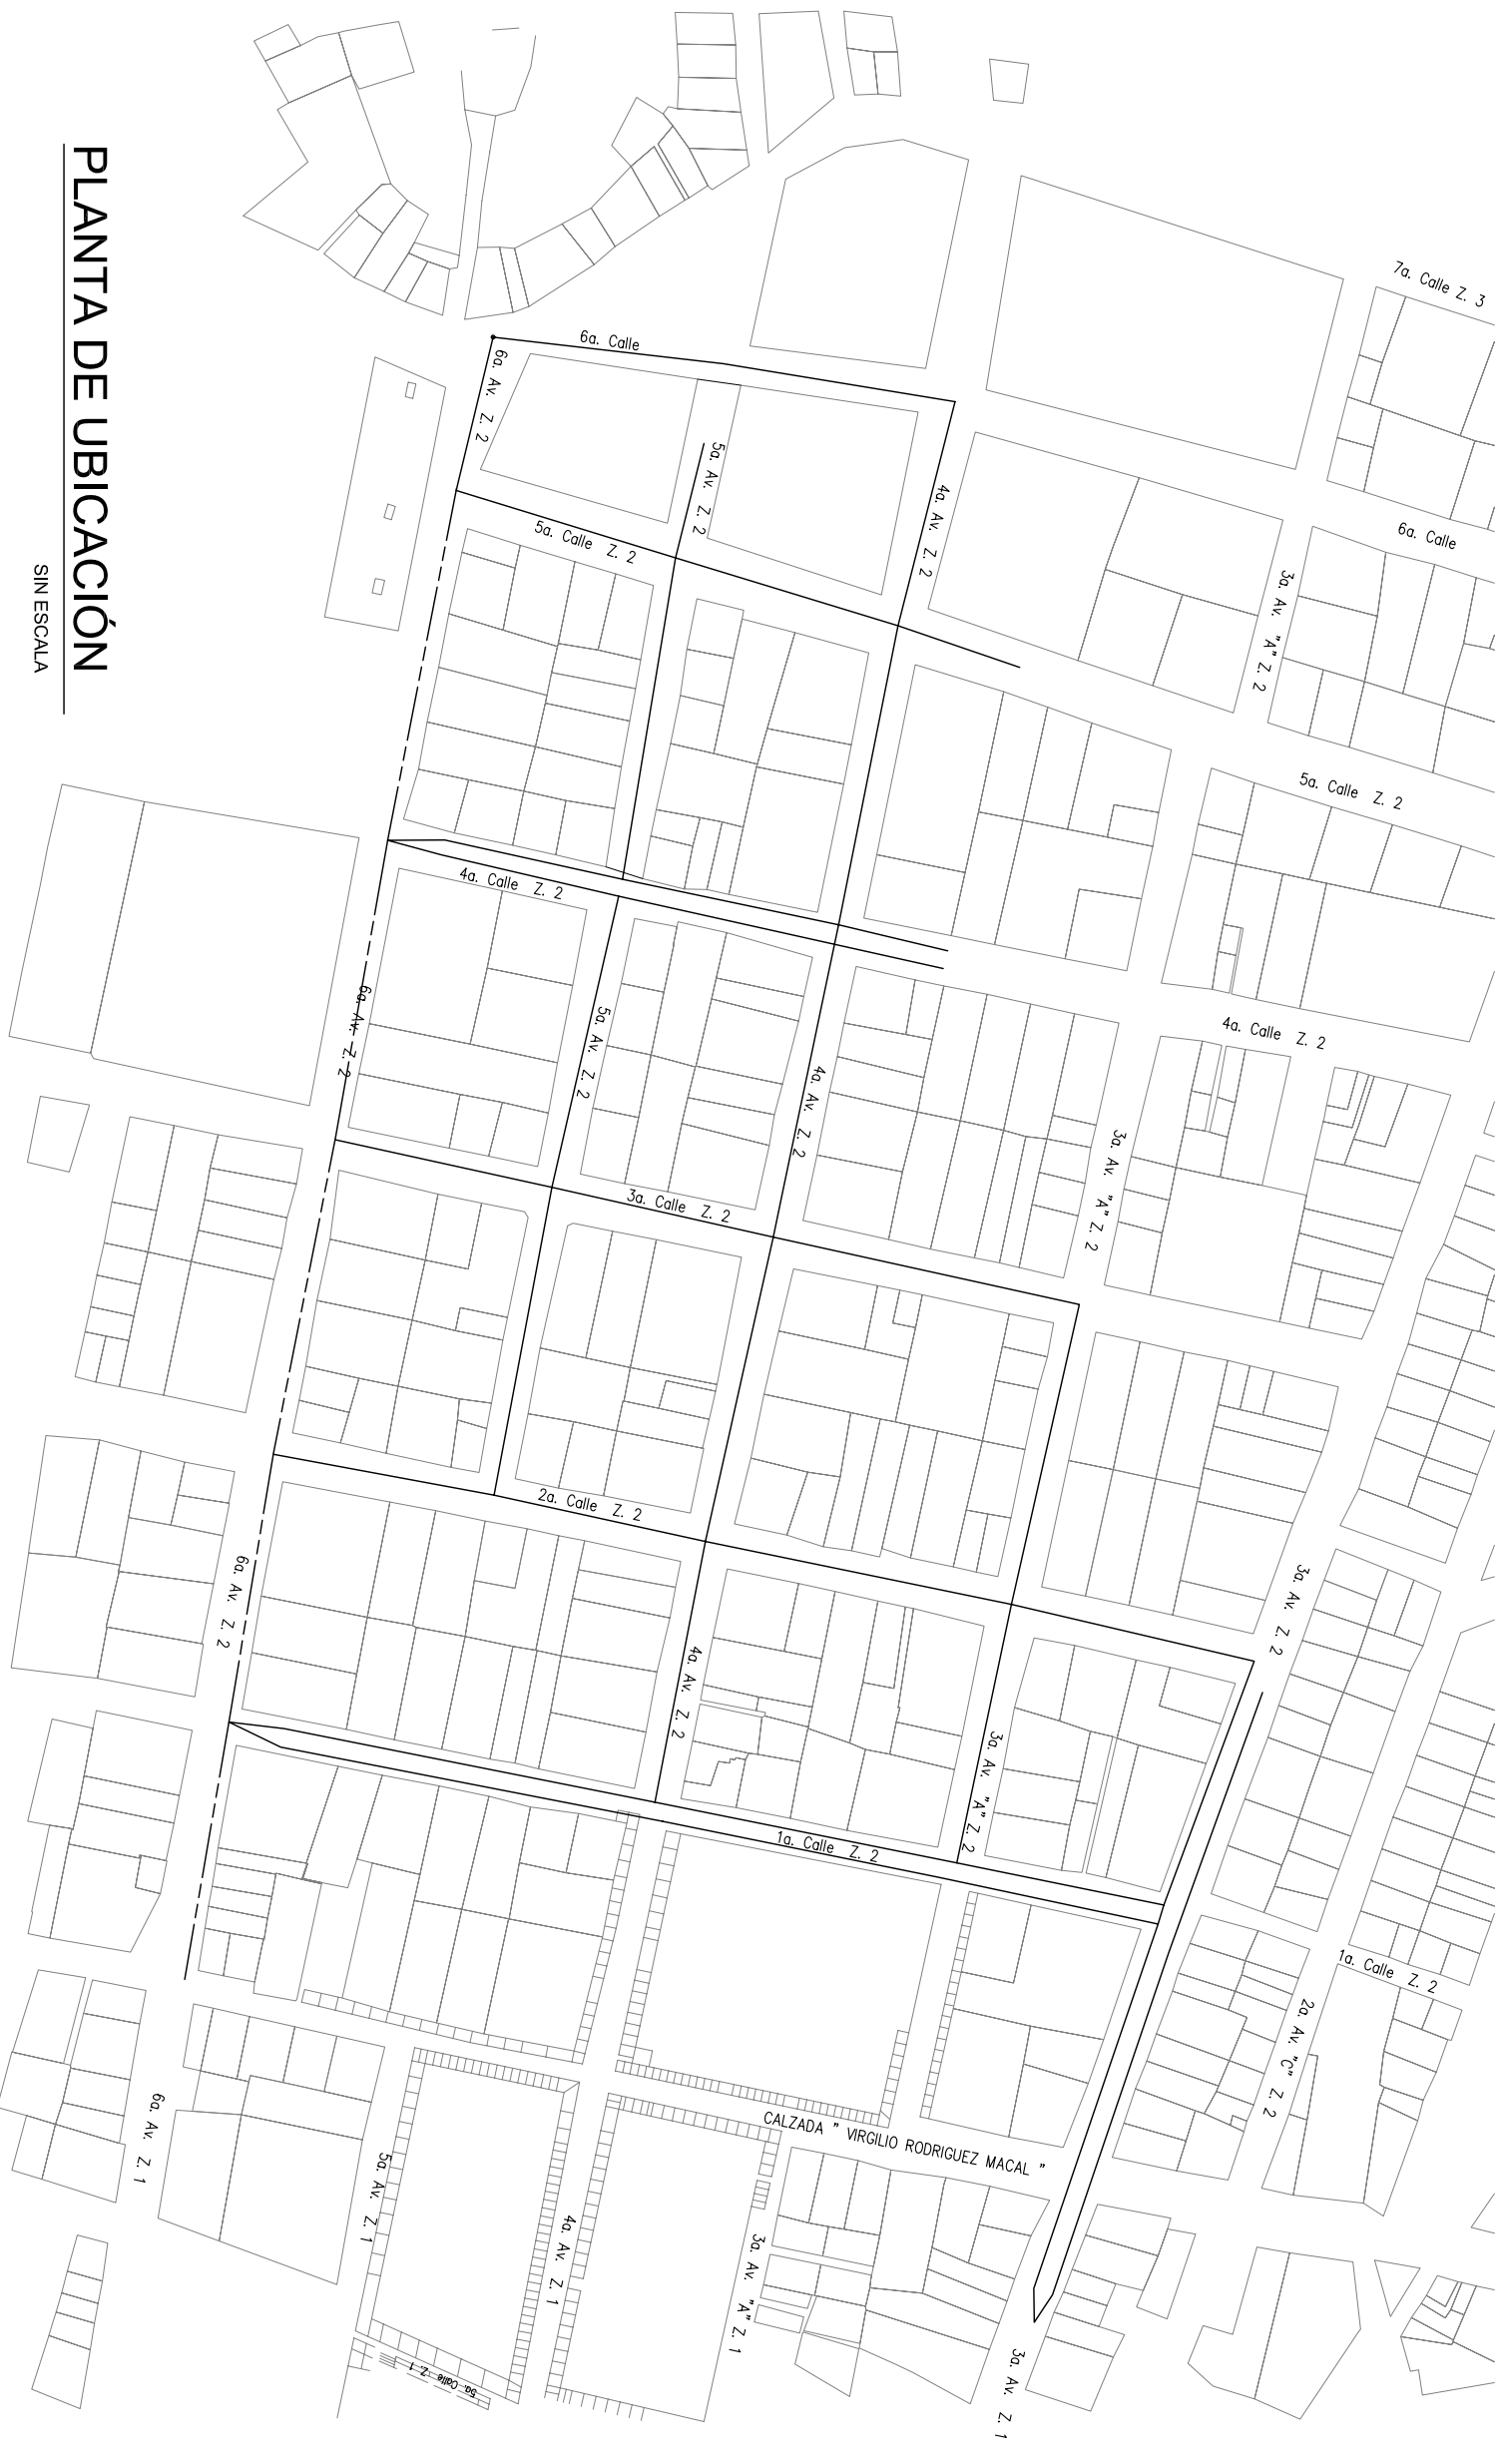 PLANTA DE UBICACIÓN
SIN ESCALA
7a. Calle Z. 3
6a. Calle
6a. Av. Z. 2
5a. Av. Z. 2
4a. Av. Z. 2
5a. Calle Z. 2
6a. Calle
3a. Av. "A" Z. 2
5a. Calle Z. 2
4a. Calle Z. 2
6a. Av. Z. 2
5a. Av. Z. 2
4a. Av. Z. 2
4a. Calle Z. 2
3a. Av. "A" Z. 2
3a. Calle Z. 2
2a. Calle Z. 2
6a. Av. Z. 2
3a. Av. Z. 2
4a. Av. Z. 2
3a. Av. "A" Z. 2
1a. Calle Z. 2
1a. Calle Z. 2
2a. Av. "C" Z. 2
CALZADA " VIRGILIO RODRIGUEZ MACAL "
6a. Av. Z. 1
5a. Av. Z. 1
4a. Av. Z. 1
3a. Av. "A" Z. 1
3a. Av. Z. 1
5a. Calle Z. 1